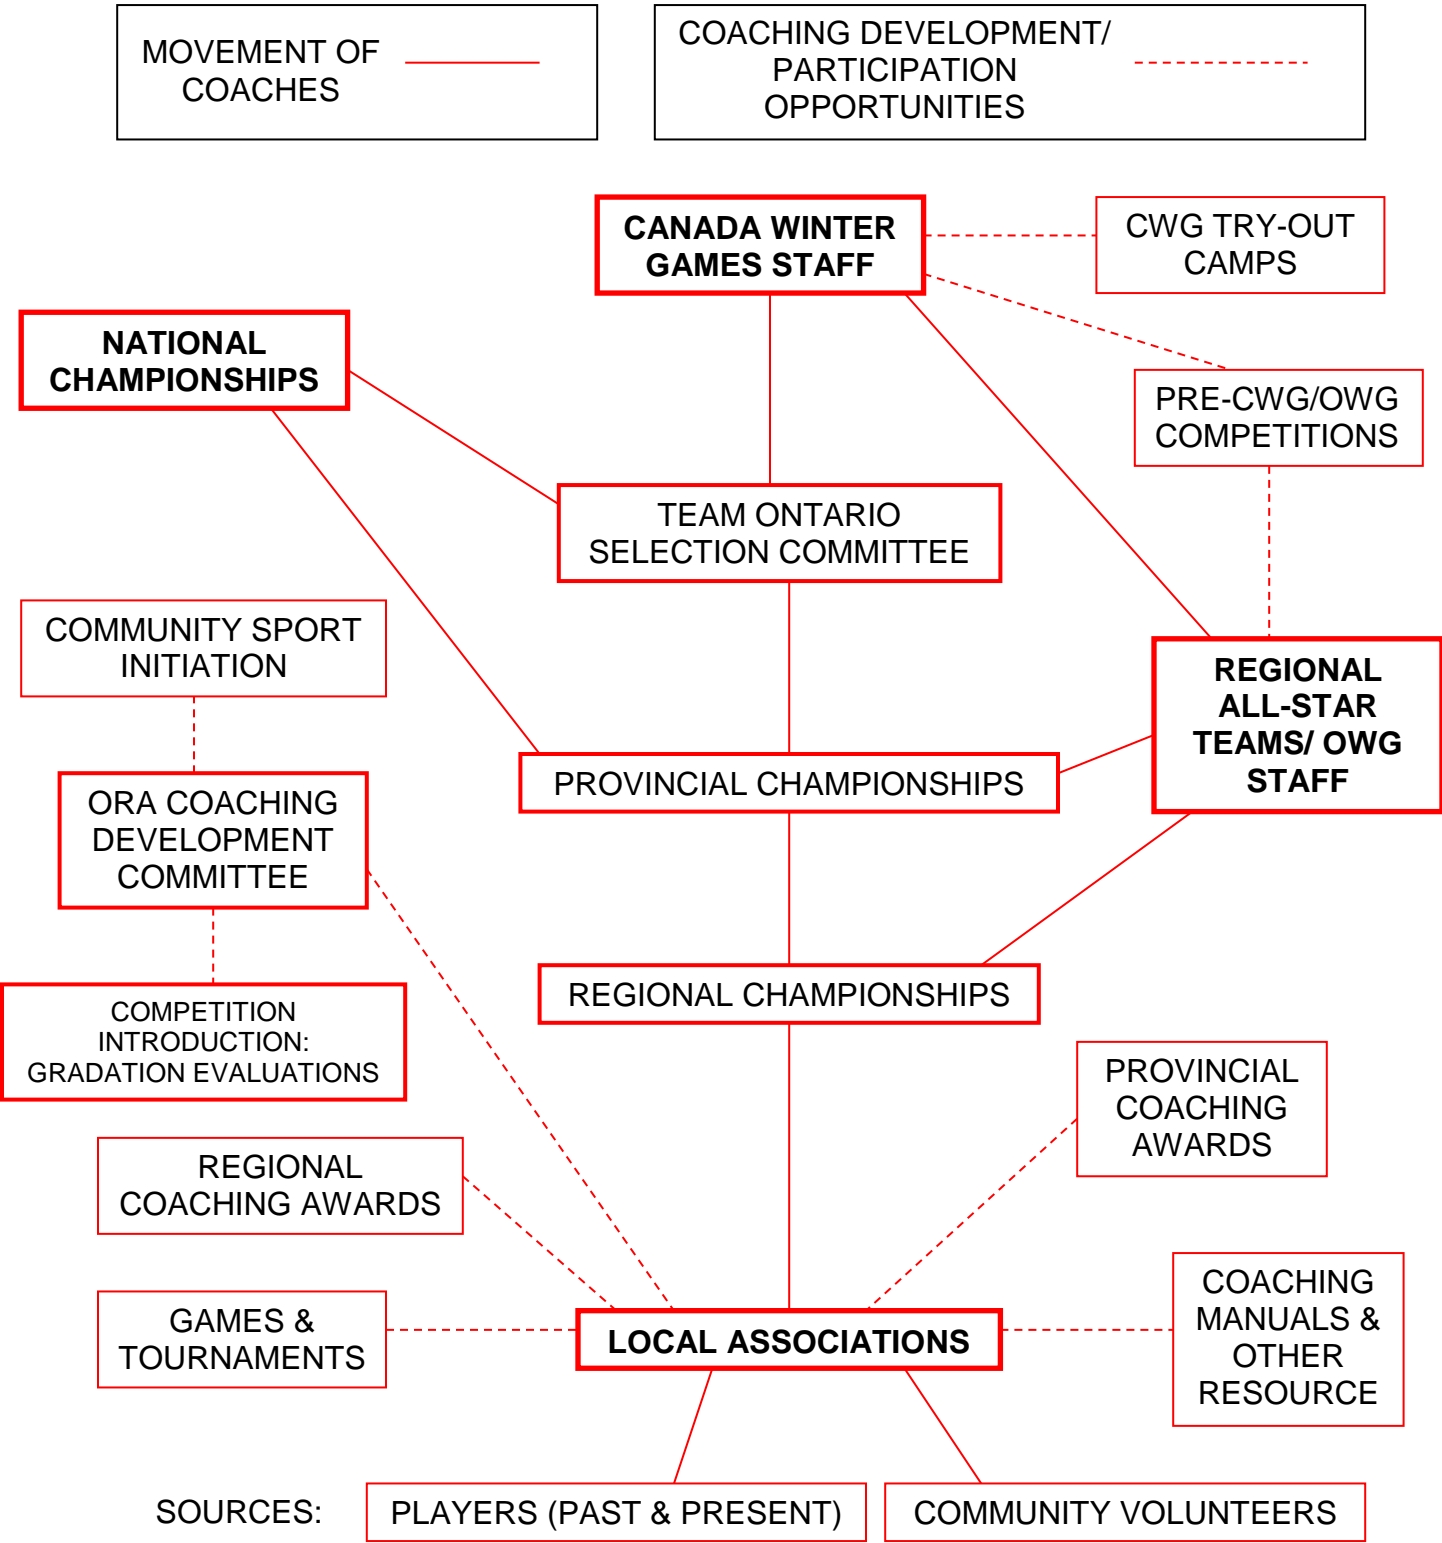 MOVEMENT OF
COACHES
COACHING DEVELOPMENT/
PARTICIPATION
OPPORTUNITIES
CANADA WINTER
GAMES STAFF
CWG TRY-OUT
CAMPS
NATIONAL
CHAMPIONSHIPS
PRE-CWG/OWG
COMPETITIONS
TEAM ONTARIO
SELECTION COMMITTEE
COMMUNITY SPORT
INITIATION
REGIONAL
ALL-STAR
TEAMS/ OWG
STAFF
PROVINCIAL CHAMPIONSHIPS
ORA COACHING
DEVELOPMENT
COMMITTEE
REGIONAL CHAMPIONSHIPS
COMPETITION
INTRODUCTION:
GRADATION EVALUATIONS
PROVINCIAL
COACHING
AWARDS
REGIONAL
COACHING AWARDS
COACHING
MANUALS &
OTHER
RESOURCE
GAMES &
TOURNAMENTS
LOCAL ASSOCIATIONS
SOURCES:
PLAYERS (PAST & PRESENT)
COMMUNITY VOLUNTEERS